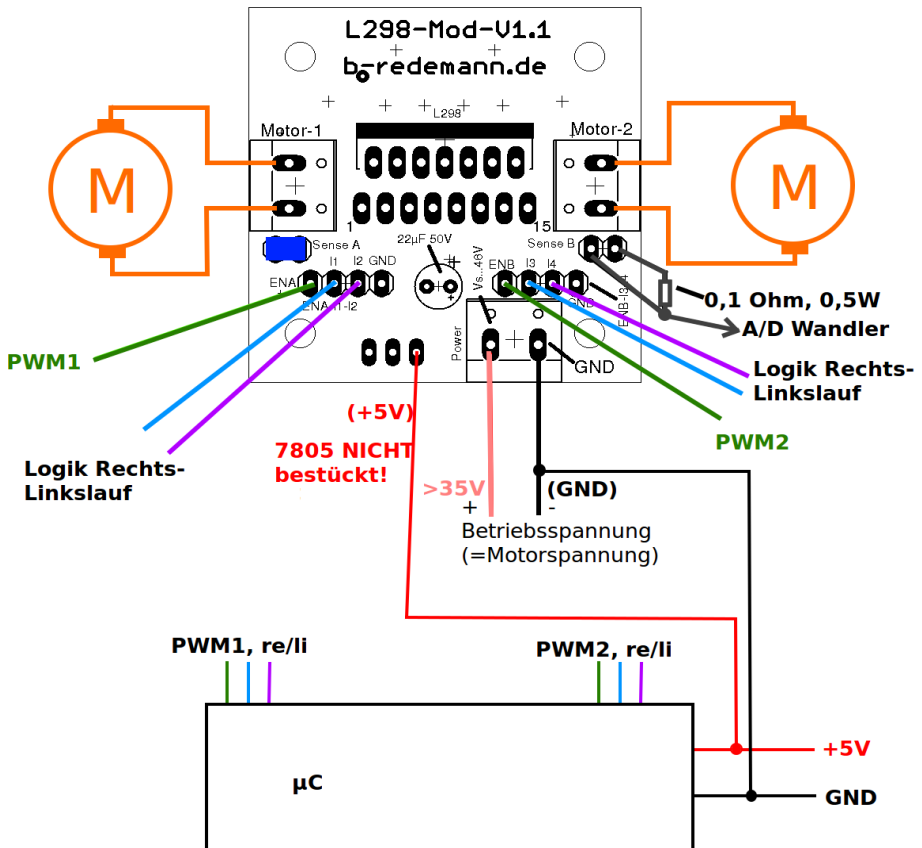 L298-Mod-V1.1
b-redemann.de
L298
Motor-1
Motor-2
M
M
1
15
Sense A
22µF 50V
Sense B
I1 I2 GND
ENA
ENB I3 I4
GND
ENA-I1-I2
ENB-I3-I4
Vs...46V
Power
GND
0,1 Ohm, 0,5W
A/D Wandler
PWM1
Logik Rechts-
Linkslauf
PWM2
Logik Rechts-
Linkslauf
(+5V)
7805 NICHT
bestückt!
>35V
(GND)
+ -
Betriebsspannung
(=Motorspannung)
PWM1, re/li
PWM2, re/li
µC
+5V
GND